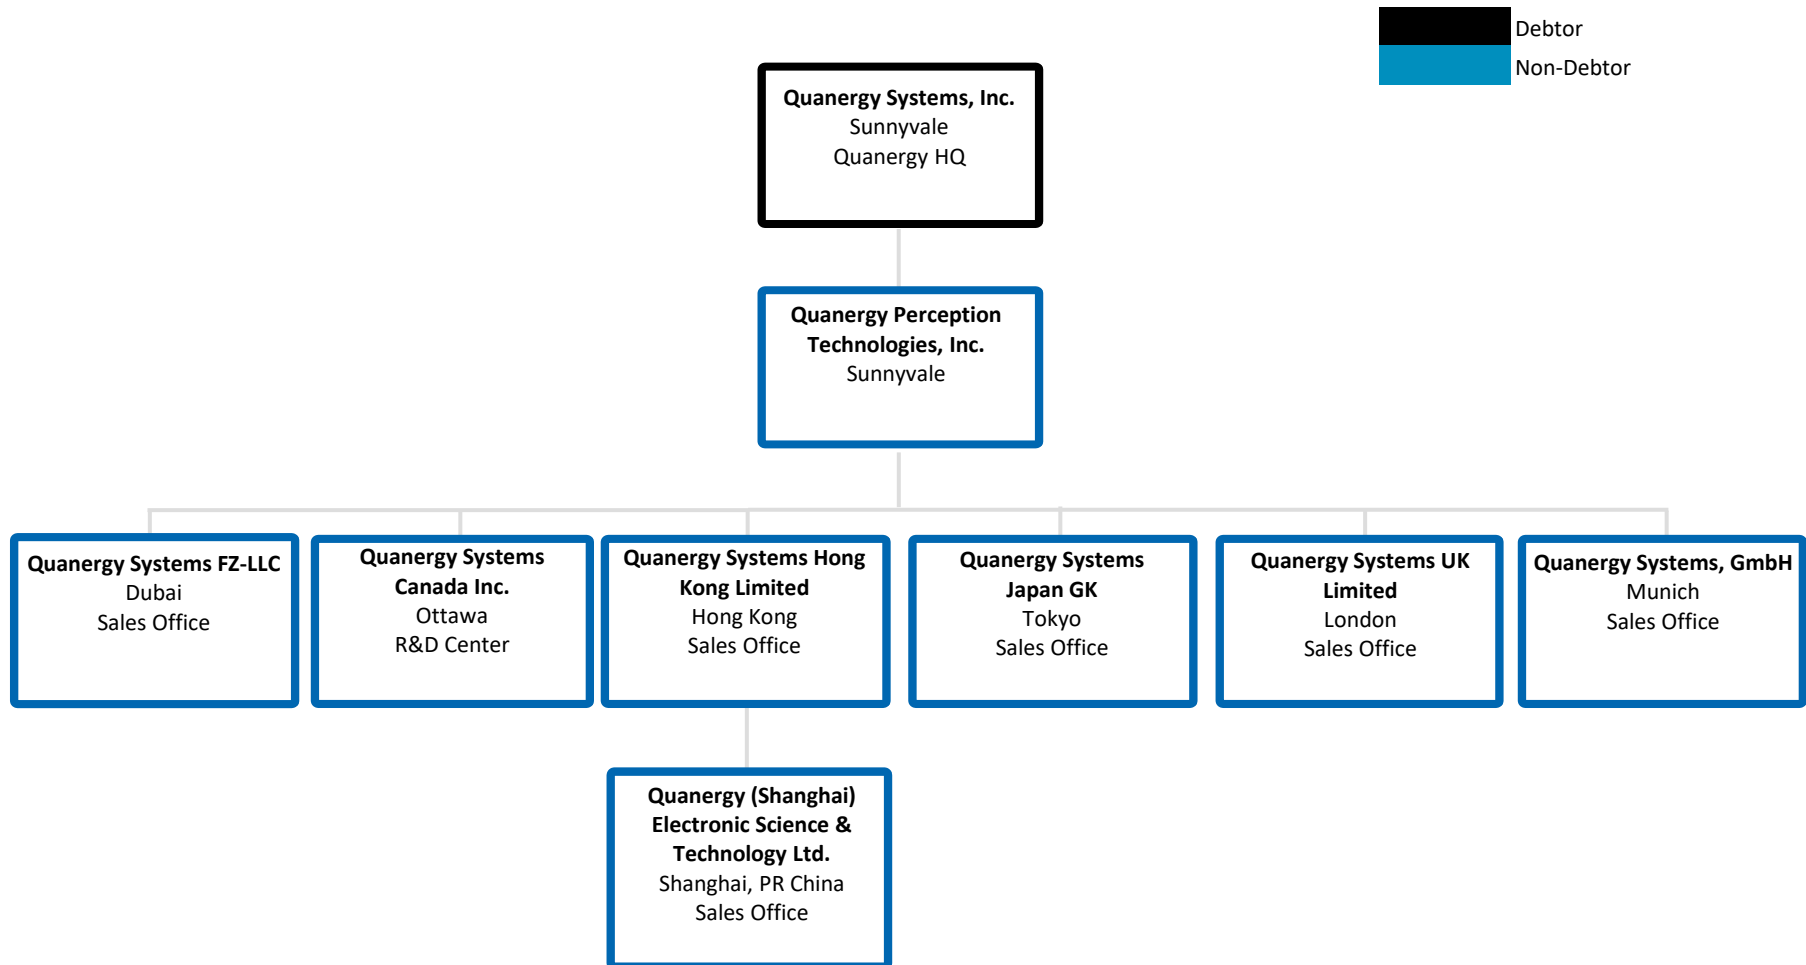 Debtor
Non-Debtor
Quanergy Systems, Inc.
Sunnyvale
Quanergy HQ
Quanergy Perception
Technologies, Inc.
Sunnyvale
Quanergy Systems FZ-LLC
Dubai
Sales Office
Quanergy Systems
Canada Inc.
Ottawa
R&D Center
Quanergy Systems Hong
Kong Limited
Hong Kong
Sales Office
Quanergy Systems
Japan GK
Tokyo
Sales Office
Quanergy Systems UK
Limited
London
Sales Office
Quanergy Systems, GmbH
Munich
Sales Office
Quanergy (Shanghai)
Electronic Science &
Technology Ltd.
Shanghai, PR China
Sales Office